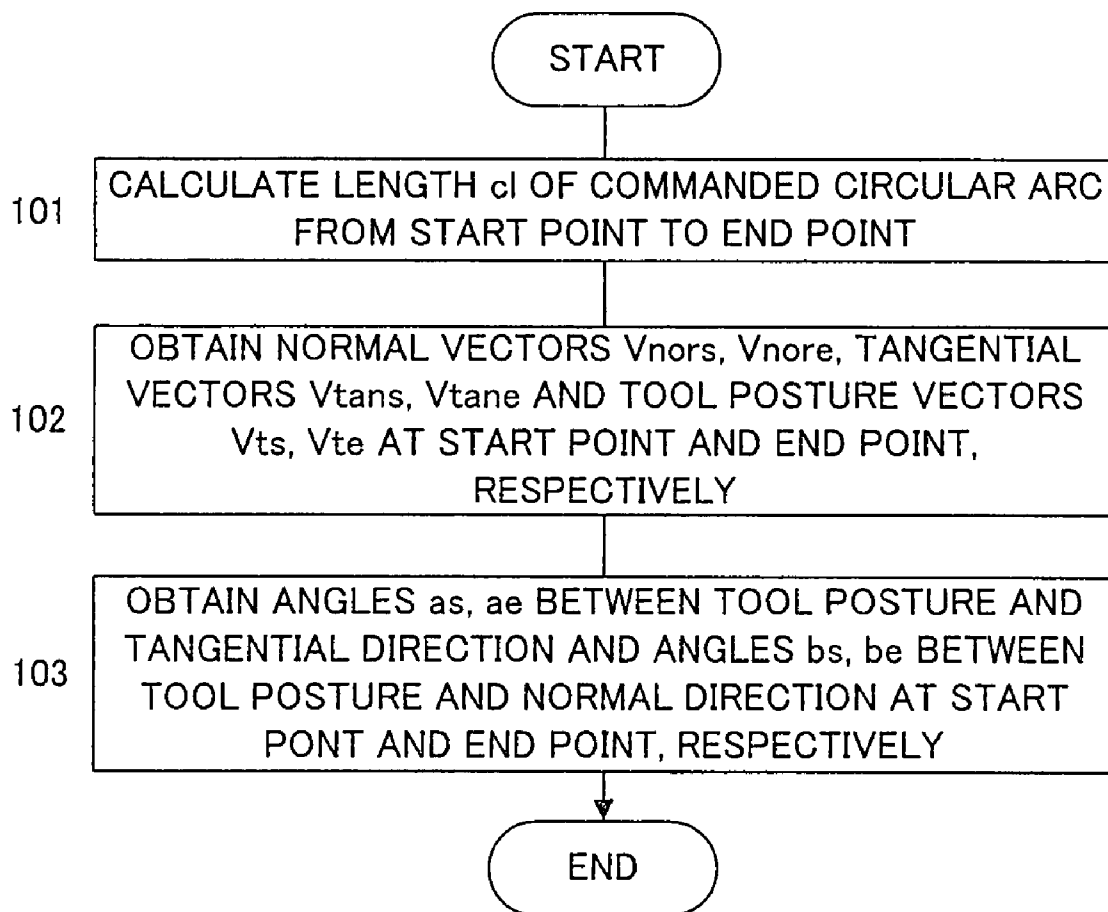 START
101
CALCULATE LENGTH cl OF COMMANDED CIRCULAR ARC
FROM START POINT TO END POINT
102
OBTAIN NORMAL VECTORS Vnors, Vnore, TANGENTIAL
VECTORS Vtans, Vtane AND TOOL POSTURE VECTORS
Vts, Vte AT START POINT AND END POINT,
RESPECTIVELY
103
OBTAIN ANGLES as, ae BETWEEN TOOL POSTURE AND
TANGENTIAL DIRECTION AND ANGLES bs, be BETWEEN
TOOL POSTURE AND NORMAL DIRECTION AT START
PONT AND END POINT, RESPECTIVELY
END